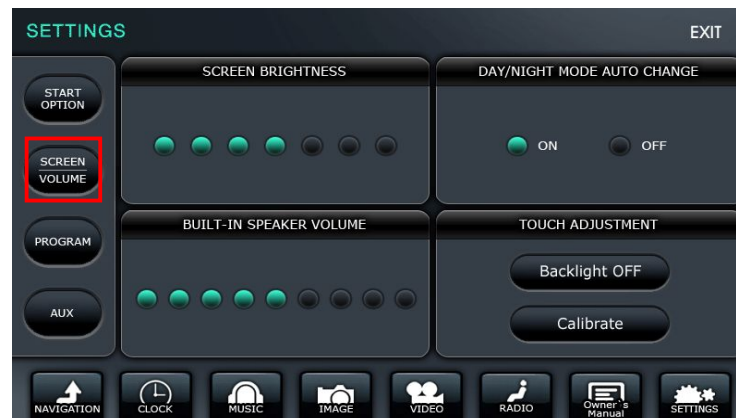 SETTINGS
EXIT
START
OPTION
SCREEN
VOLUME
PROGRAM
AUX
SCREEN BRIGHTNESS
DAY/NIGHT MODE AUTO CHANGE
ON
OFF
BUILT-IN SPEAKER VOLUME
TOUCH ADJUSTMENT
Backlight OFF
Calibrate
NAVIGATION
CLOCK
MUSIC
IMAGE
VIDEO
RADIO
Owner`s
Manual
SETTINGS